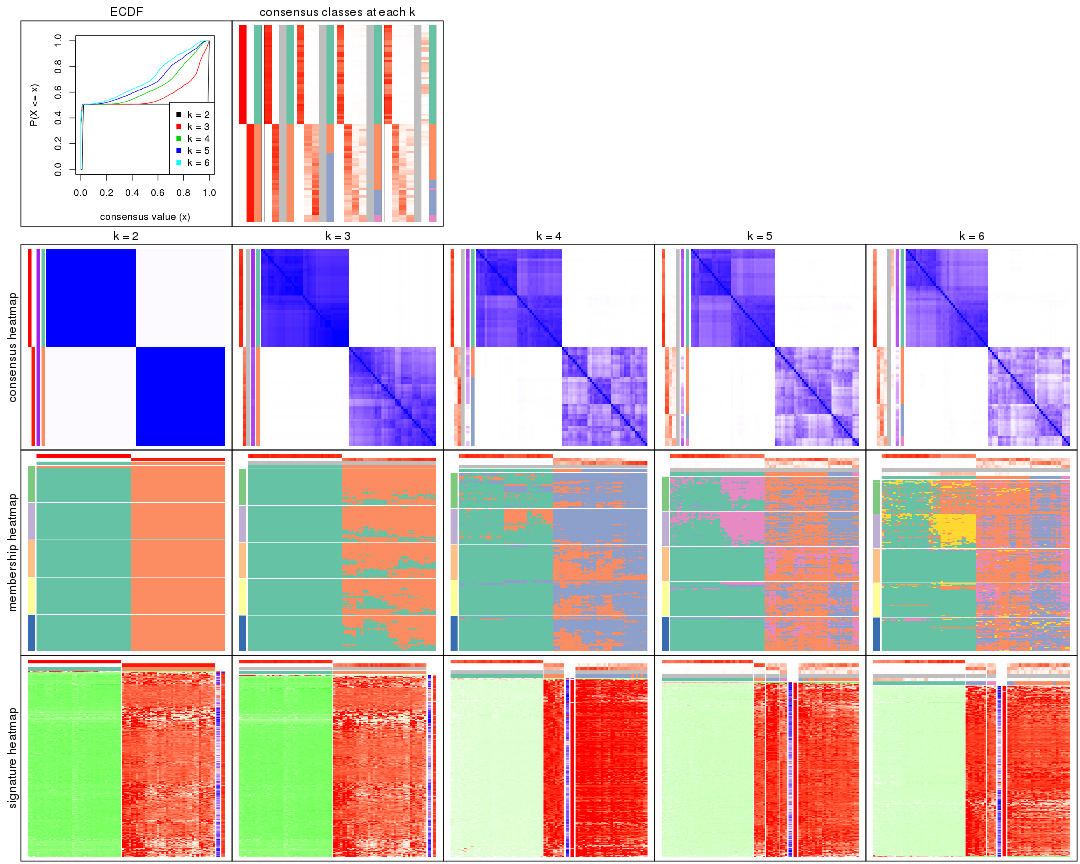 ECDF
consensus classes at each k
P(X <= x)
0.0 0.2 0.4 0.6 0.8 1.0
k = 2
k = 3
k = 4
k = 5
k = 6
0.0 0.2 0.4 0.6 0.8 1.0
consensus value (x)
k = 2 k = 3 k = 4 k = 5 k = 6
consensus heatmap
membership heatmap
signature heatmap